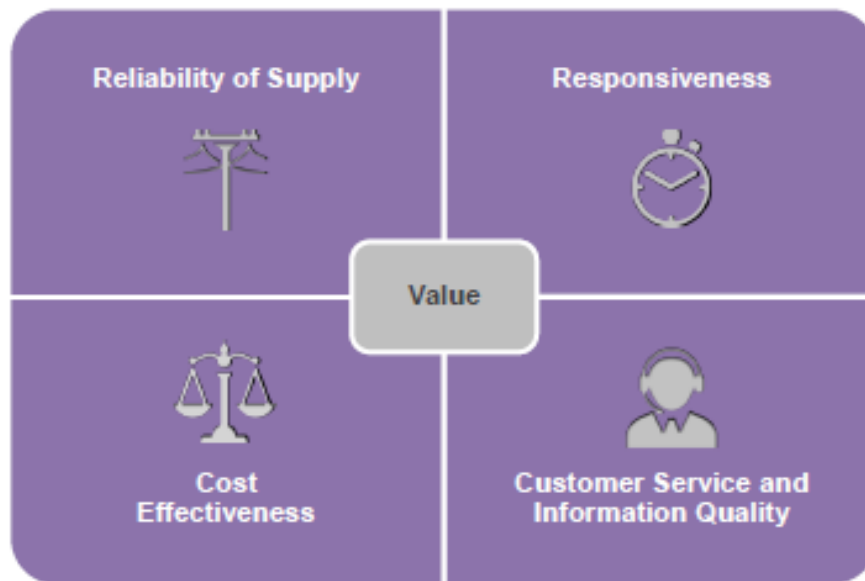 Reliability of Supply
Responsiveness
Value
Cost
Effectiveness
Customer Service and
Information Quality